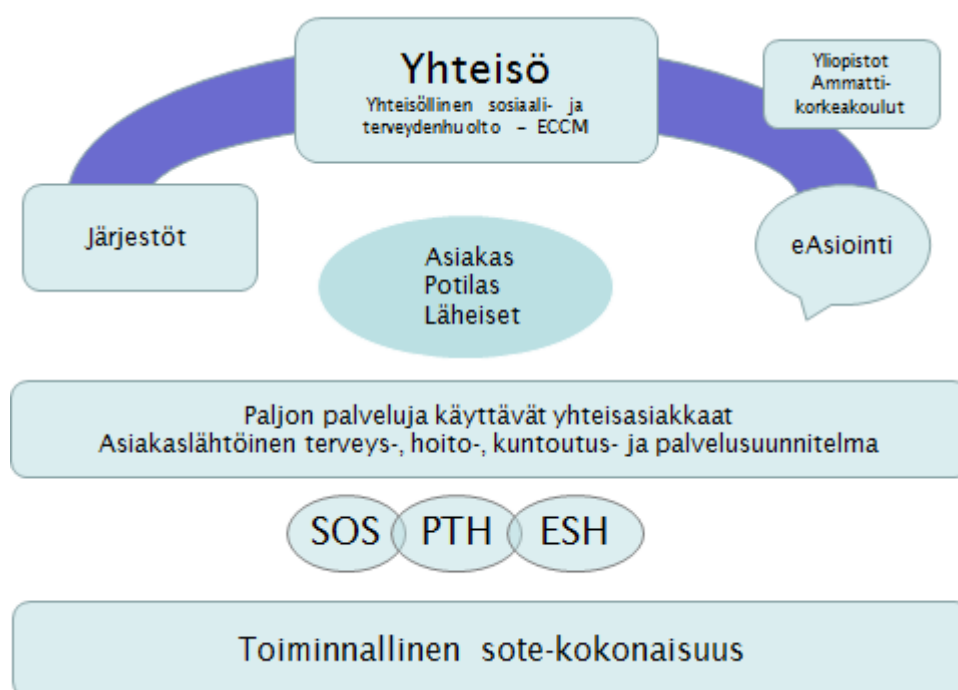 Yhteisö
Yhteisöllinen sosiaali- ja
terveydenhuolto – ECCM
Yliopistot
Ammatti-
korkeakoulut
Järjestöt
eAsiointi
Asiakas
Potilas
Läheiset
Paljon palveluja käyttävät yhteisasiakkaat
Asiakaslähtöinen terveys-, hoito-, kuntoutus- ja palvelusuunnitelma
SOS PTH ESH
Toiminnallinen sote-kokonaisuus